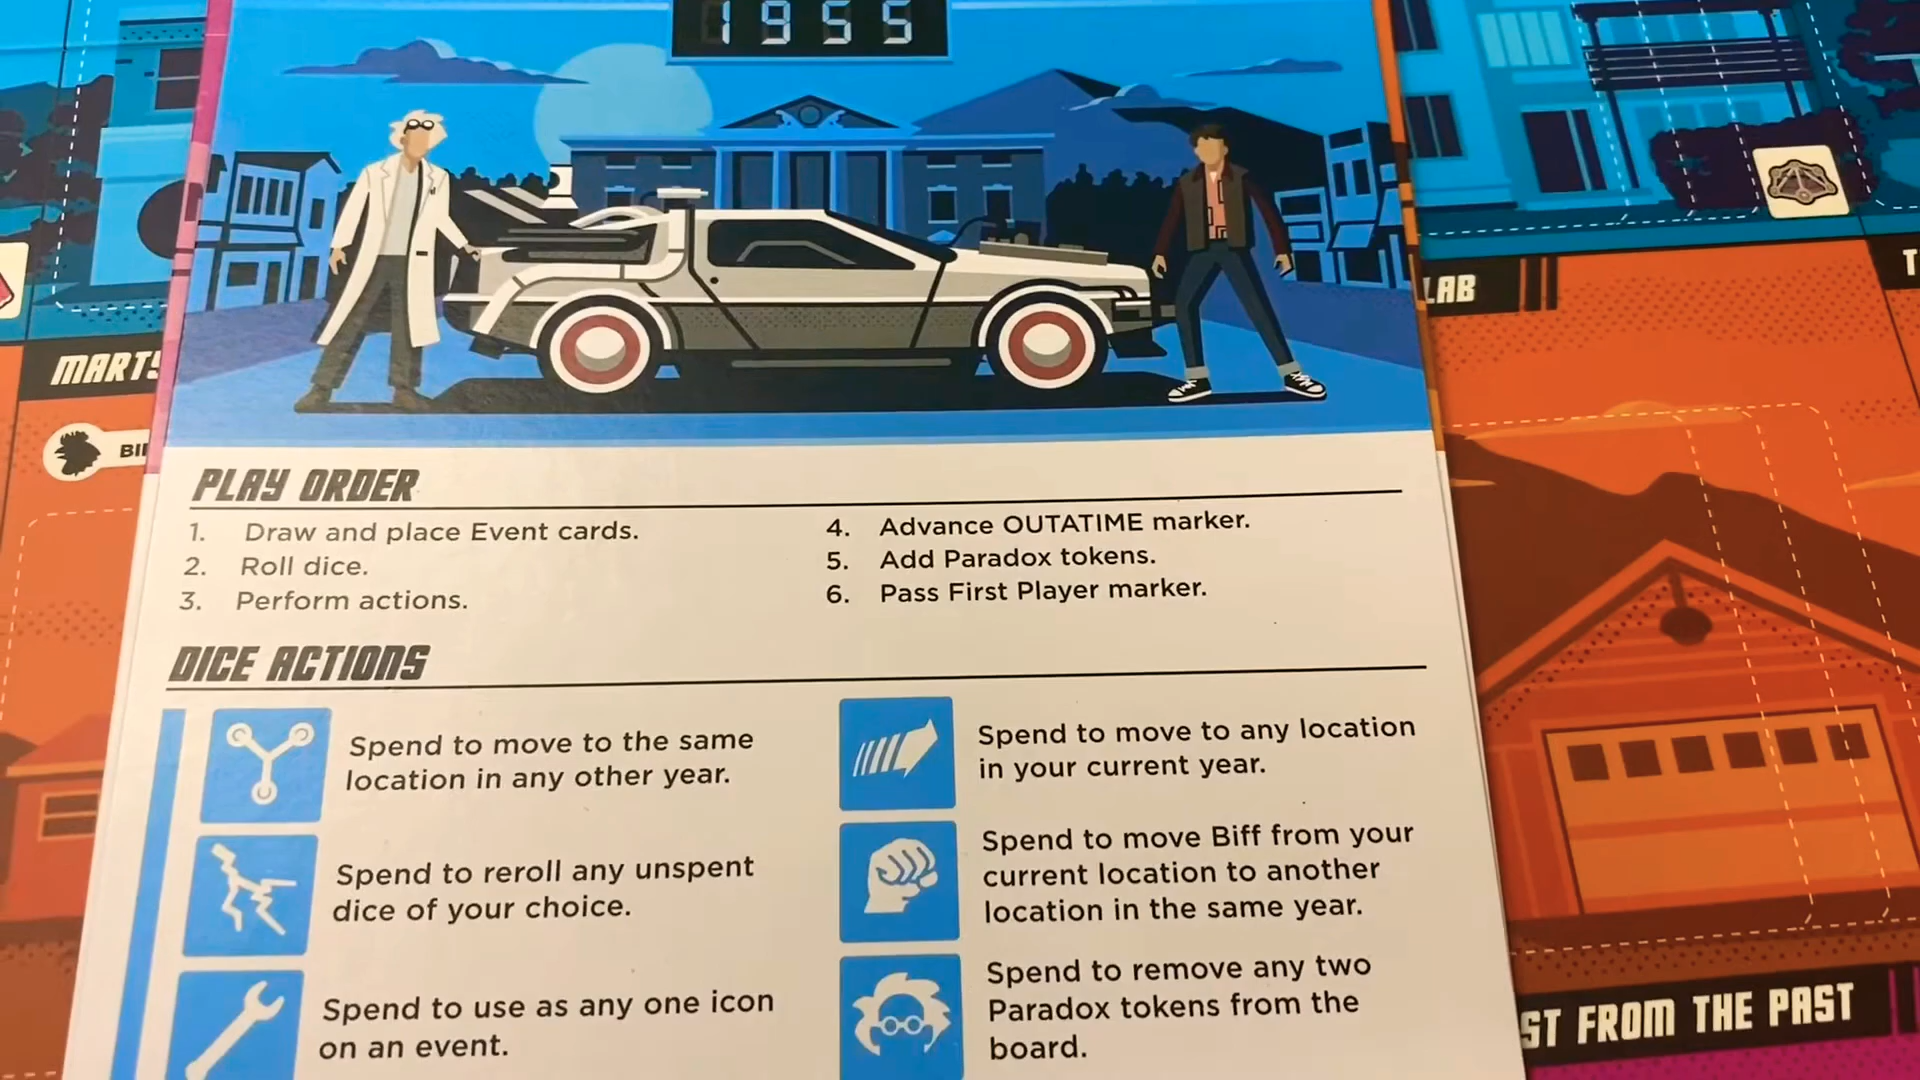 1955
LAB
T
MARTY
BIF
PLAY ORDER
1. Draw and place Event cards.
2. Roll dice.
3. Perform actions.
4. Advance OUTATIME marker.
5. Add Paradox tokens.
6. Pass First Player marker.
DICE ACTIONS
Spend to move to the same
location in any other year.
Spend to reroll any unspent
dice of your choice.
Spend to use as any one icon
on an event.
Spend to move to any location
in your current year.
Spend to move Biff from your
current location to another
location in the same year.
Spend to remove any two
Paradox tokens from the
board.
ST FROM THE PAST